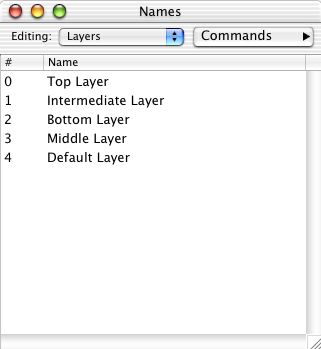 Names
Editing: Layers Commands
# Name
0 Top Layer
1 Intermediate Layer
2 Bottom Layer
3 Middle Layer
4 Default Layer